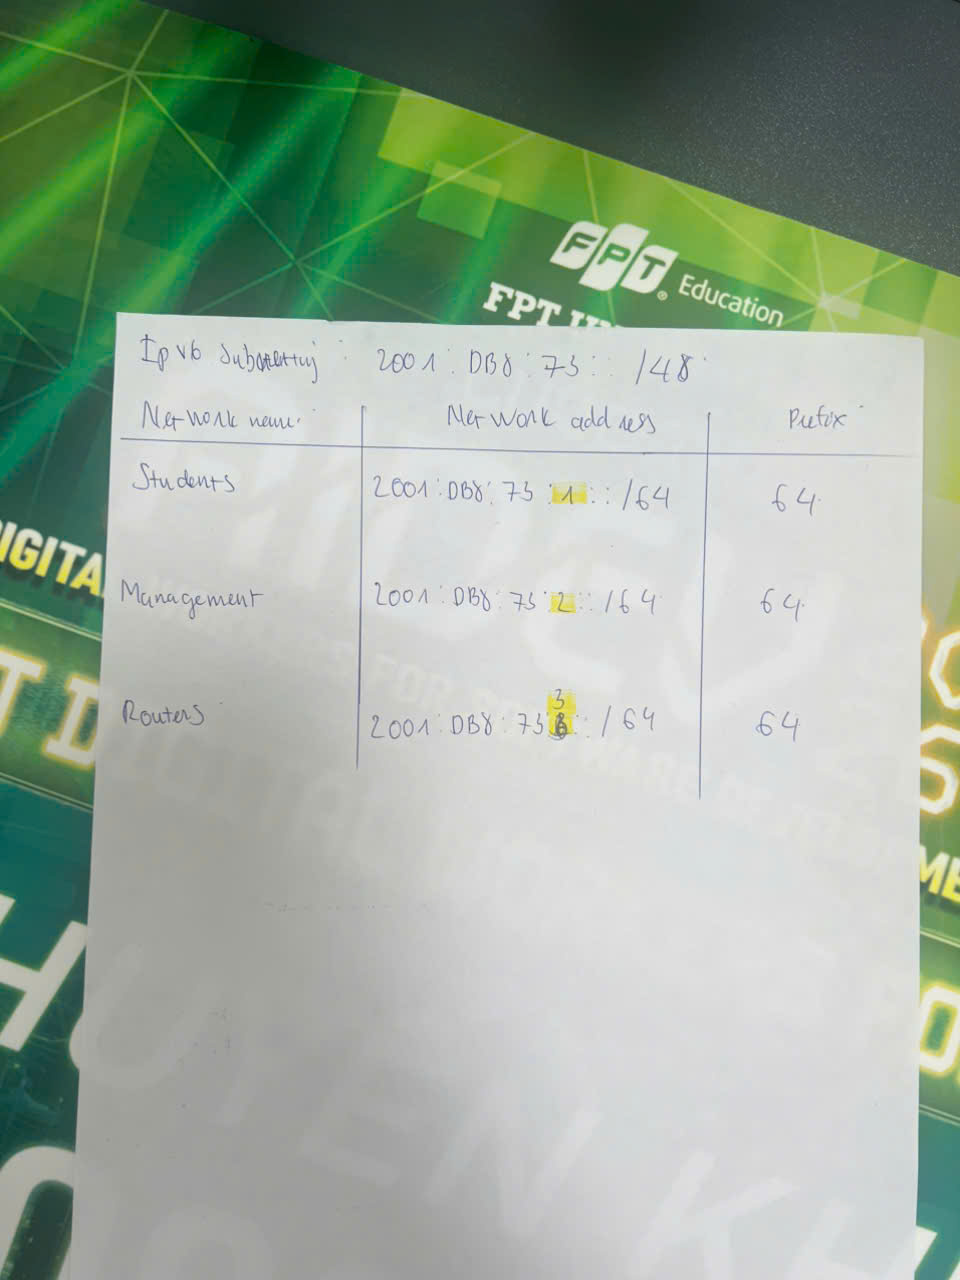 FPT Education
FPT
Ipv6 Subnetting : 2001:DB8:73:: /48
Network name: Network address Prefix
Students 2001:DB8:73:1::/64 64
Management 2001:DB8:73:2::/64 64
3
Routers 2001:DB8:73::/64 64
DIGITA